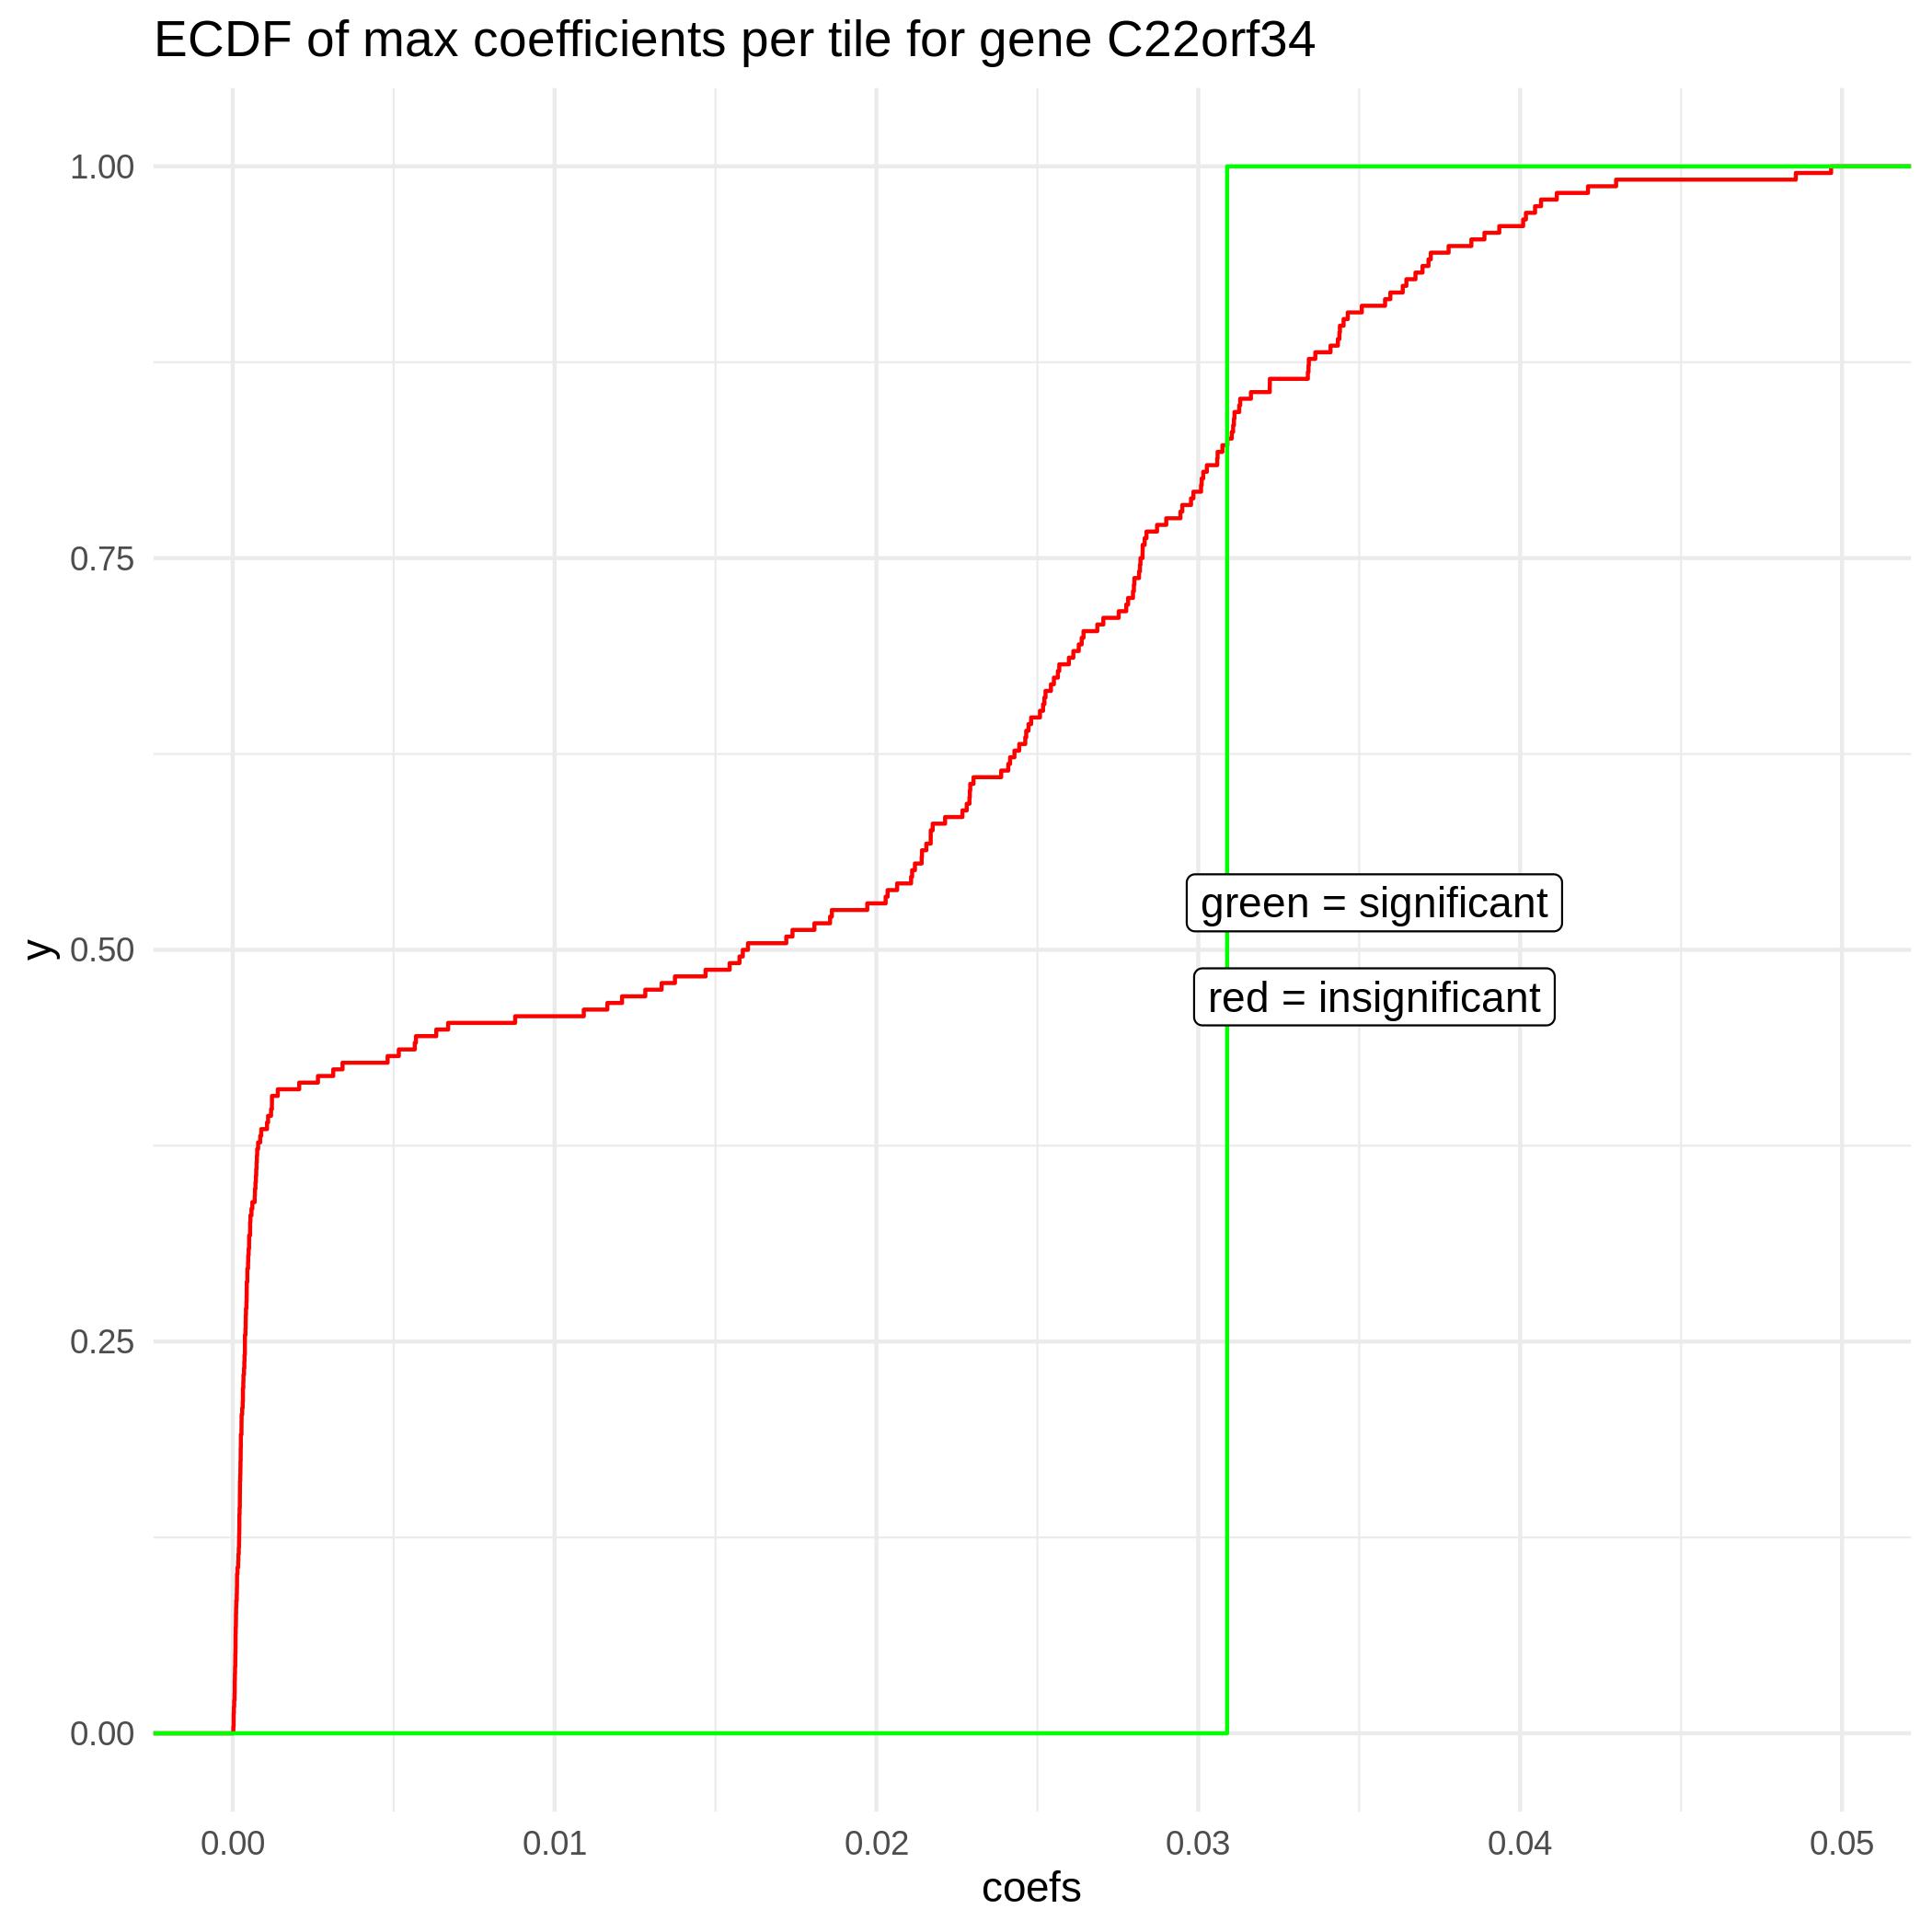 ECDF of max coefficients per tile for gene C22orf34
1.00
0.75
y
0.50
0.25
0.00
green = significant
red = insignificant
0.00 0.01 0.02 0.03 0.04 0.05
coefs